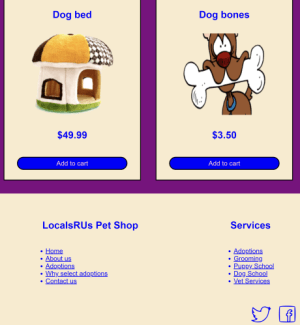 Dog bed
Dog bones
$49.99
$3.50
Add to cart
Add to cart
LocalsRUs Pet Shop
Services
Home
About us
Adoptions
Why select adoptions
Contact us
Adoptions
Grooming
Puppy School
Dog School
Vet Services